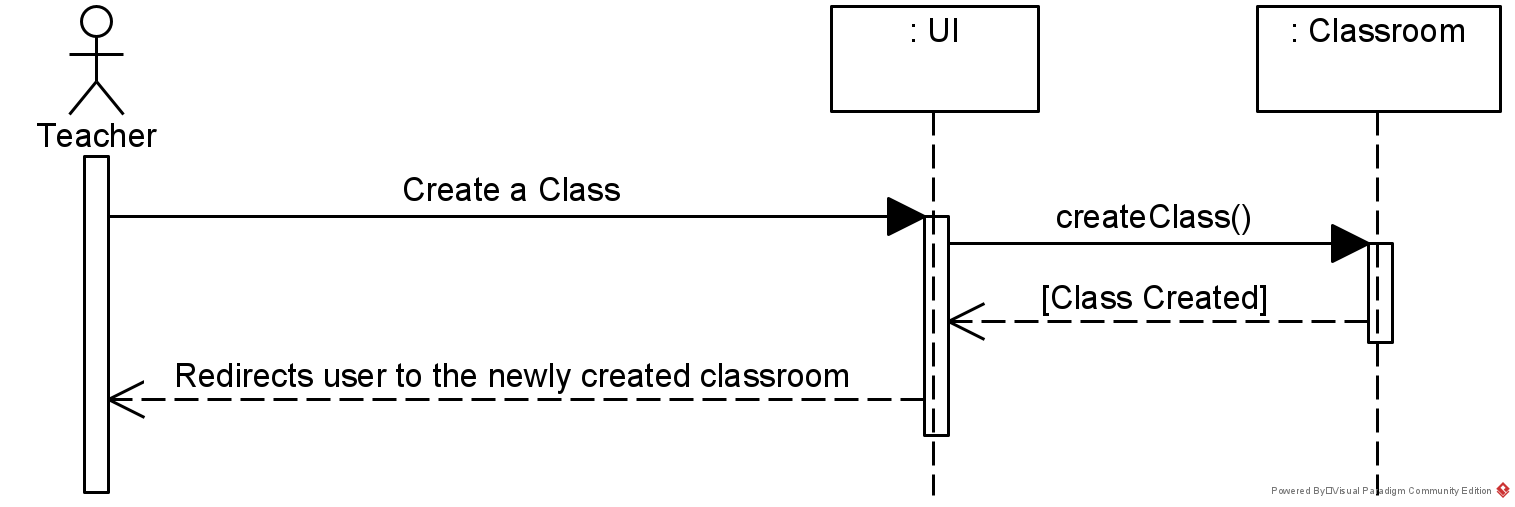 : UI
: Classroom
Teacher
Create a Class
createClass()
[Class Created]
Redirects user to the newly created classroom
Powered By Visual Paradigm Community Edition